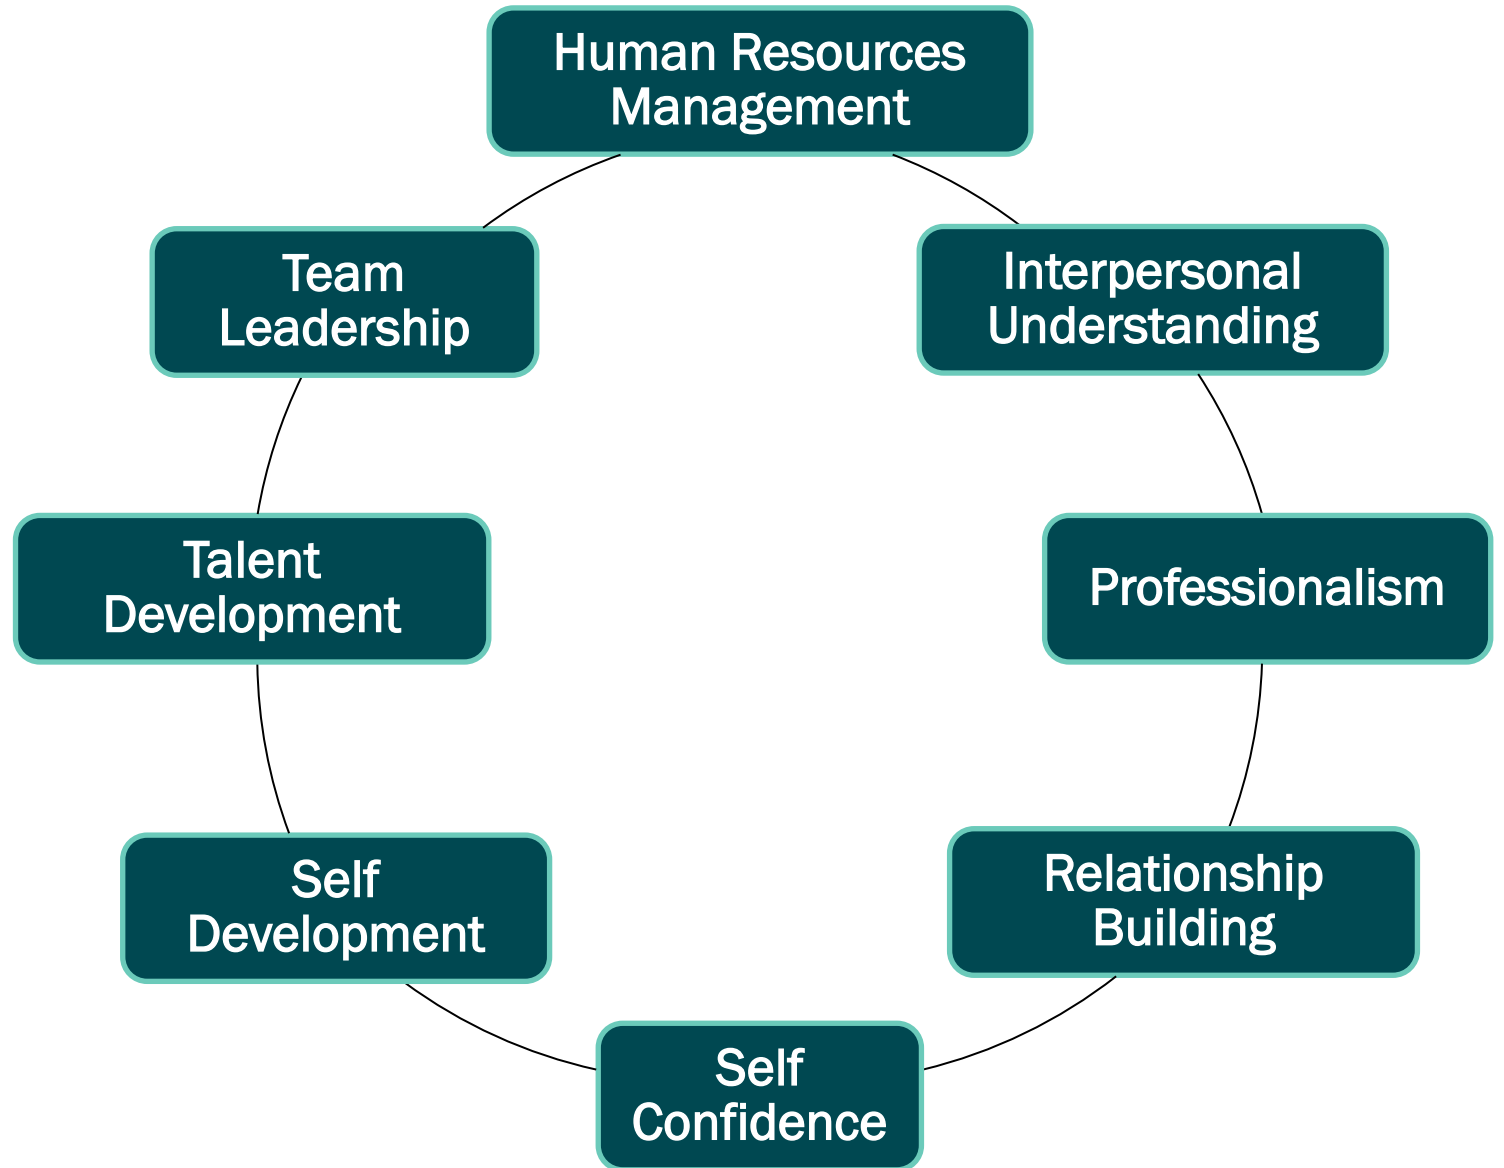 Human Resources
Management
Team
Leadership
Interpersonal
Understanding
Talent
Development
Professionalism
Self
Development
Relationship
Building
Self
Confidence